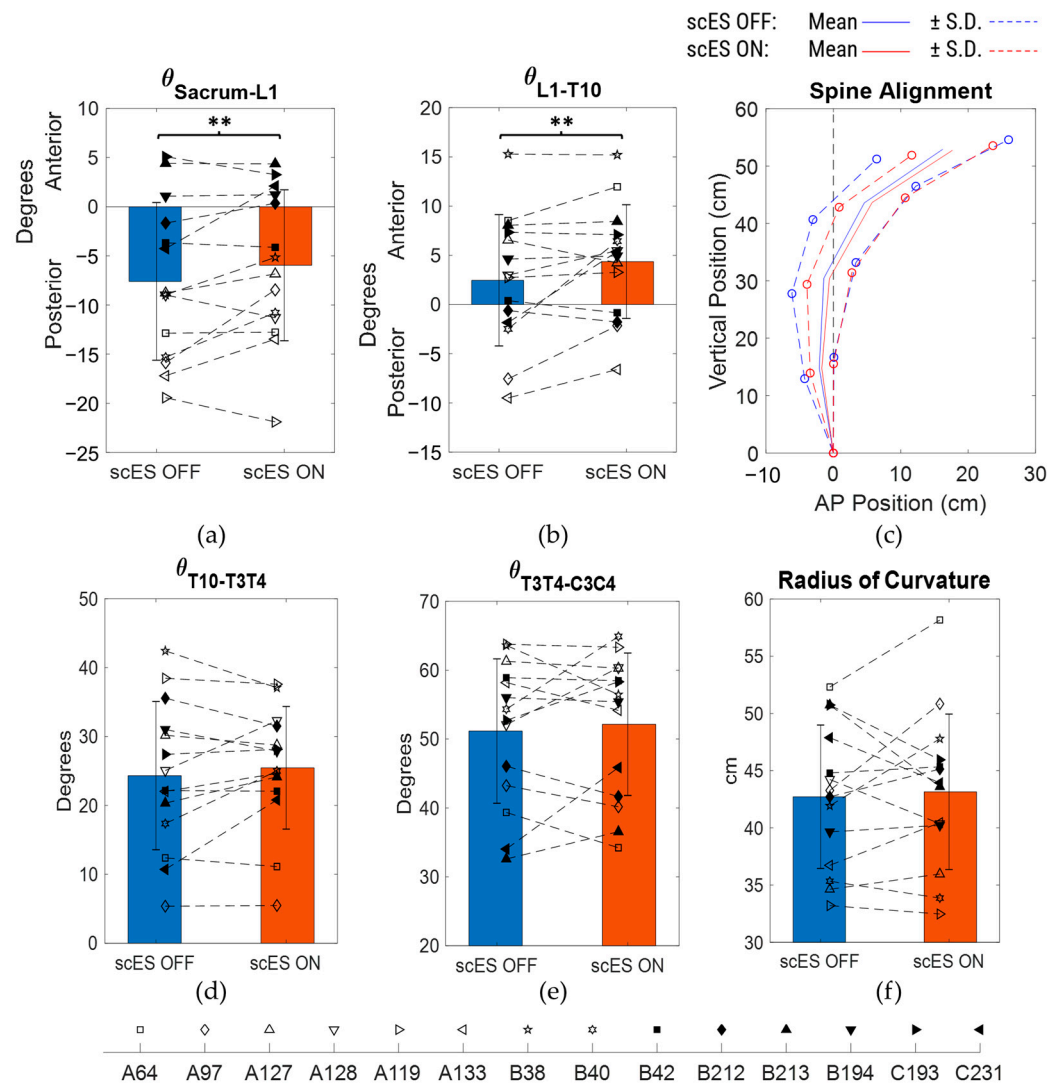 scES OFF: Mean ± S.D.
scES ON: Mean ± S.D.
θ Sacrum-L1
10
5
0
−5
−10
−15
−20
−25
Degrees
Posterior Anterior
**
scES OFF scES ON
(a)
θ L1-T10
20
15
10
5
0
−5
−10
−15
Degrees
Posterior Anterior
**
scES OFF scES ON
(b)
Spine Alignment
60
50
40
30
20
10
0
Vertical Position (cm)
−10 0 10 20 30
AP Position (cm)
(c)
θ T10-T3T4
50
40
30
20
10
0
Degrees
scES OFF scES ON
(d)
θ T3T4-C3C4
70
60
50
40
30
20
Degrees
scES OFF scES ON
(e)
Radius of Curvature
60
55
50
45
40
35
30
cm
scES OFF scES ON
(f)
A64 A97 A127 A128 A119 A133 B38 B40 B42 B212 B213 B194 C193 C231